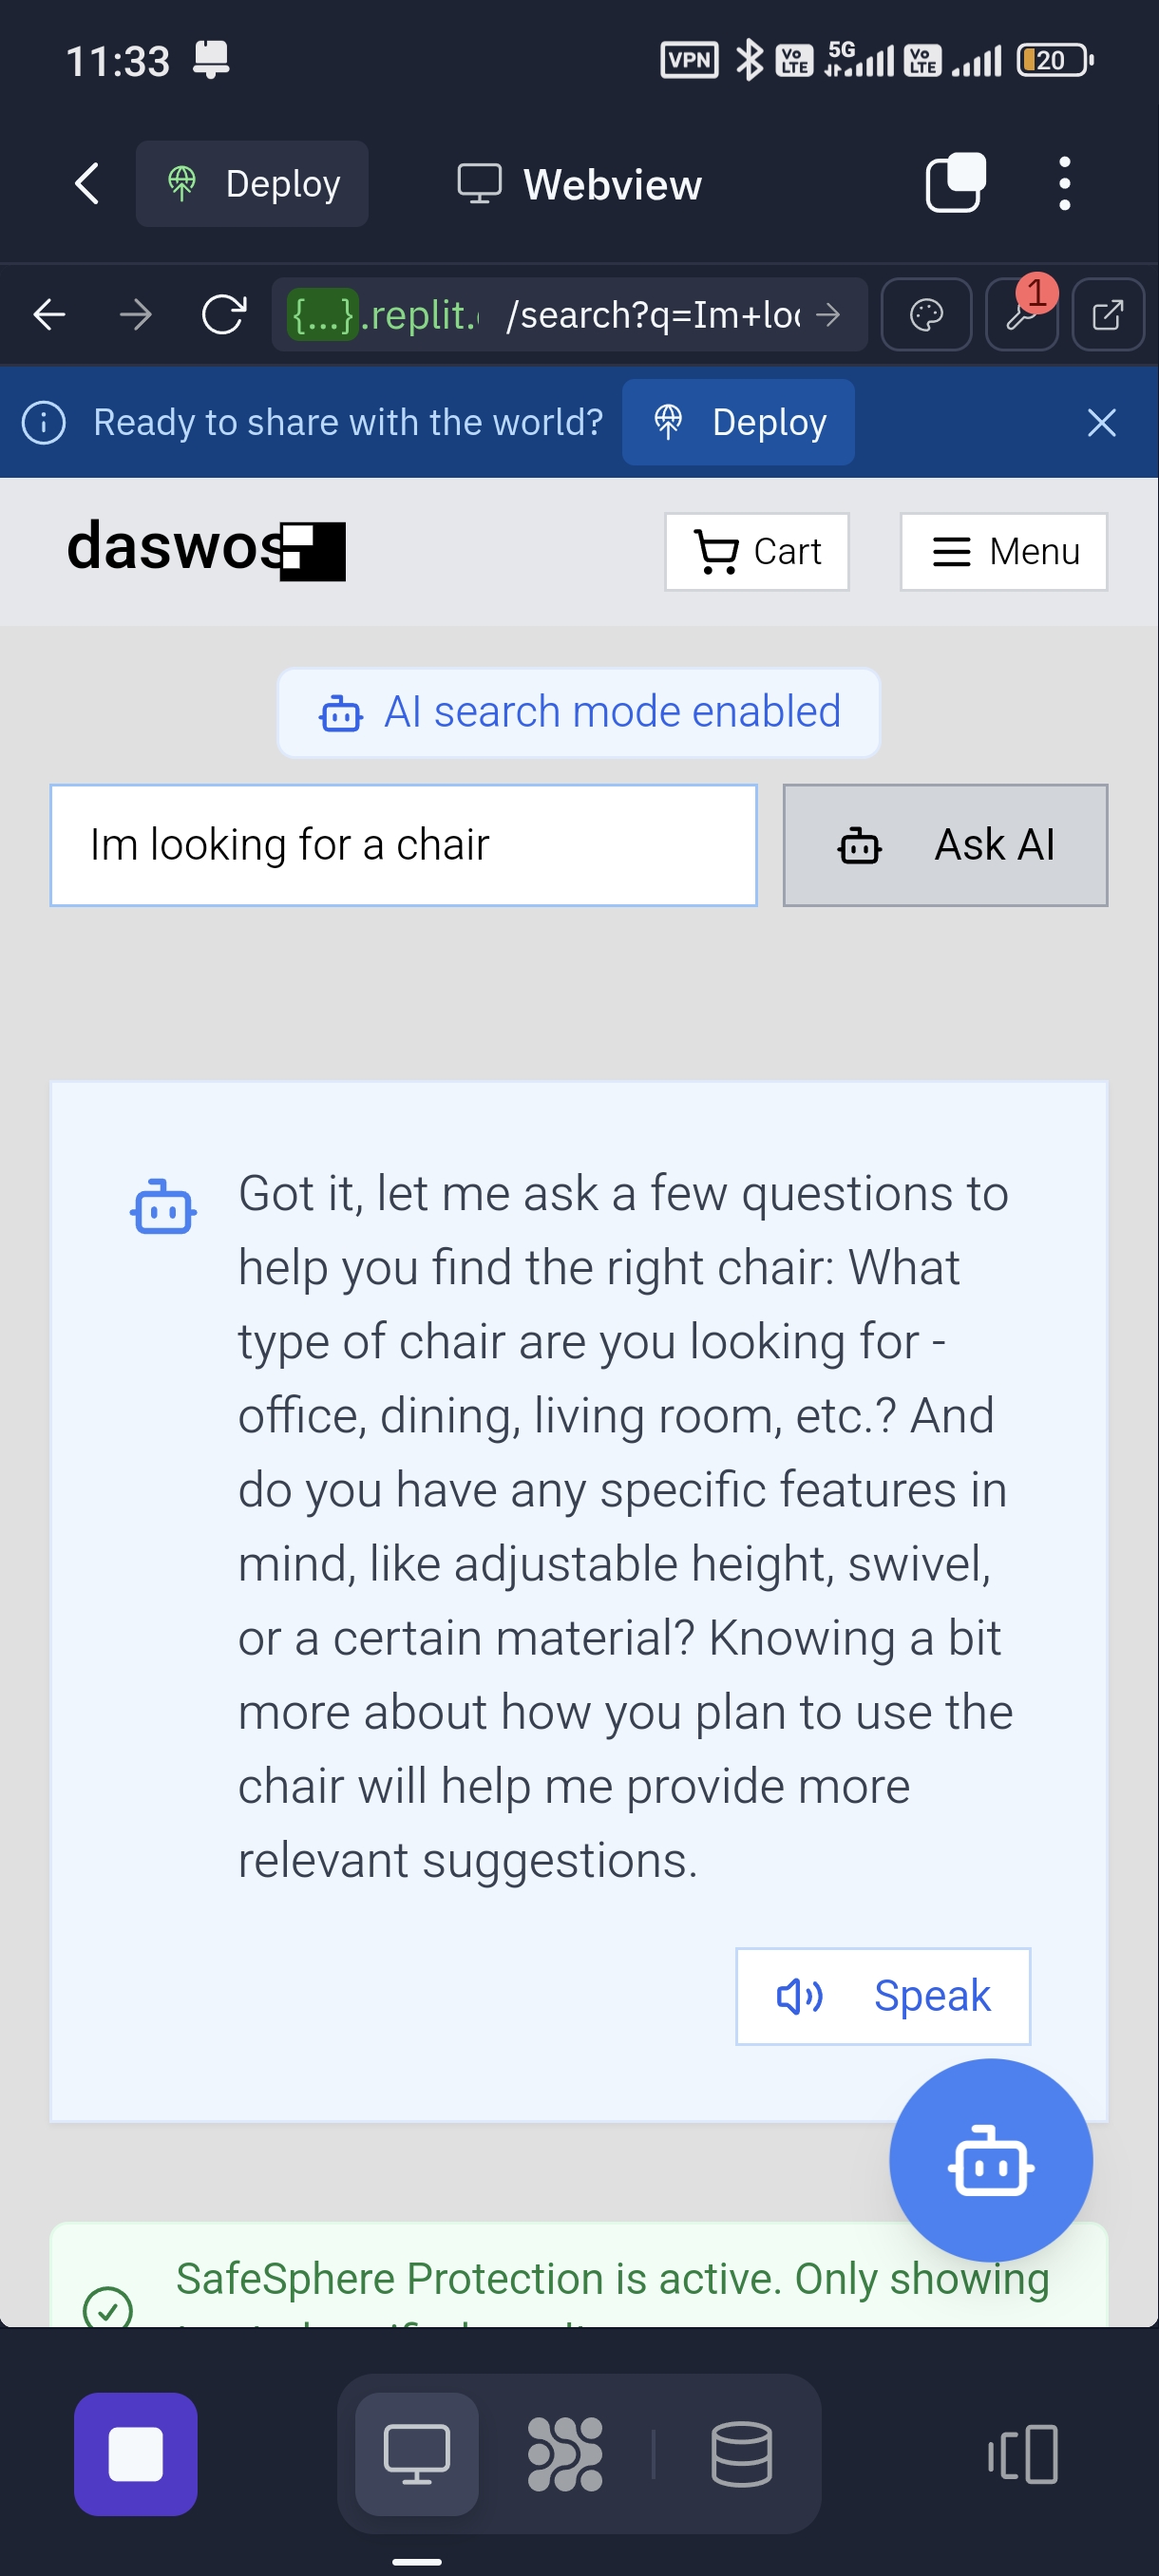 11:33
VPN
Vo LTE
5G
Vo LTE
20
Deploy
Webview
{...}.replit.
/search?q=Im+loo
1
Ready to share with the world?
Deploy
daswos
Cart
Menu
AI search mode enabled
Im looking for a chair
Ask AI
Got it, let me ask a few questions to
help you find the right chair: What
type of chair are you looking for -
office, dining, living room, etc.? And
do you have any specific features in
mind, like adjustable height, swivel,
or a certain material? Knowing a bit
more about how you plan to use the
chair will help me provide more
relevant suggestions.
Speak
SafeSphere Protection is active. Only showing